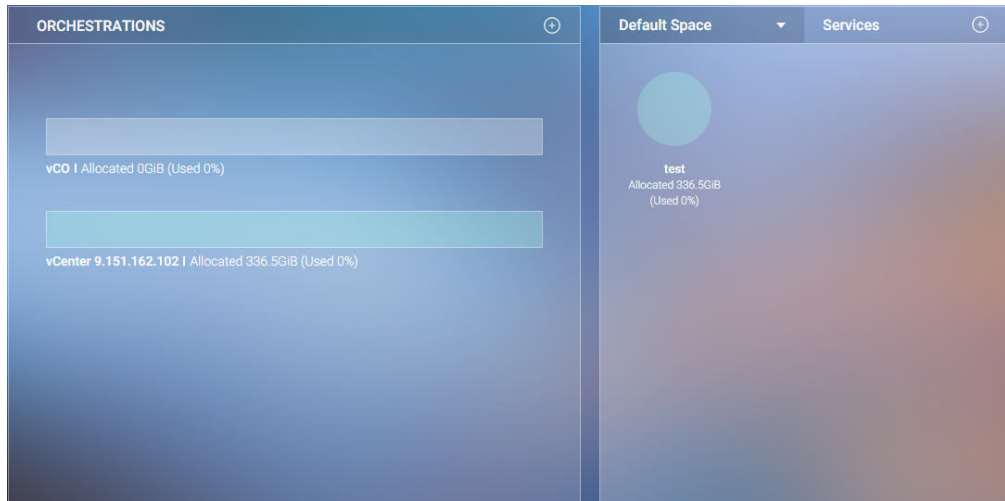 ORCHESTRATIONS
vCO | Allocated 0GiB (Used 0%)
vCenter 9.151.162.102 | Allocated 336.5GiB (Used 0%)
Default Space
Services
test
Allocated 336.5GiB
(Used 0%)